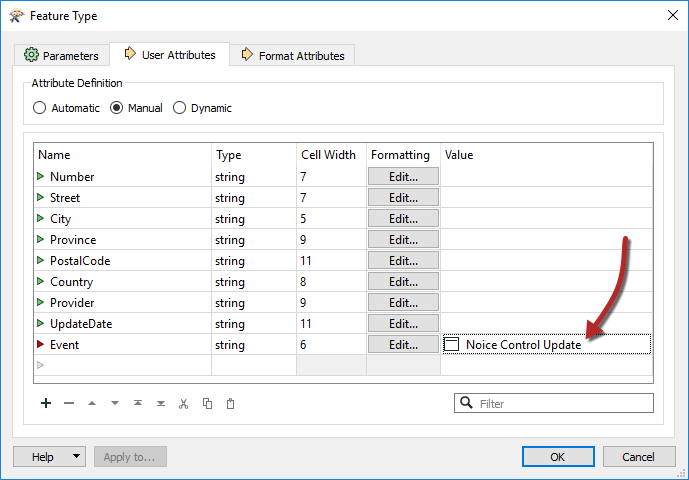 Feature Type
Parameters User Attributes Format Attributes
Attribute Definition
Automatic Manual Dynamic
Name Type Cell Width Formatting Value
Number string 7 Edit...
Street string 7 Edit...
City string 5 Edit...
Province string 9 Edit...
PostalCode string 11 Edit...
Country string 8 Edit...
Provider string 9 Edit...
UpdateDate string 11 Edit...
Event string 6 Edit... Noice Control Update
Filter
Help Apply to... OK Cancel